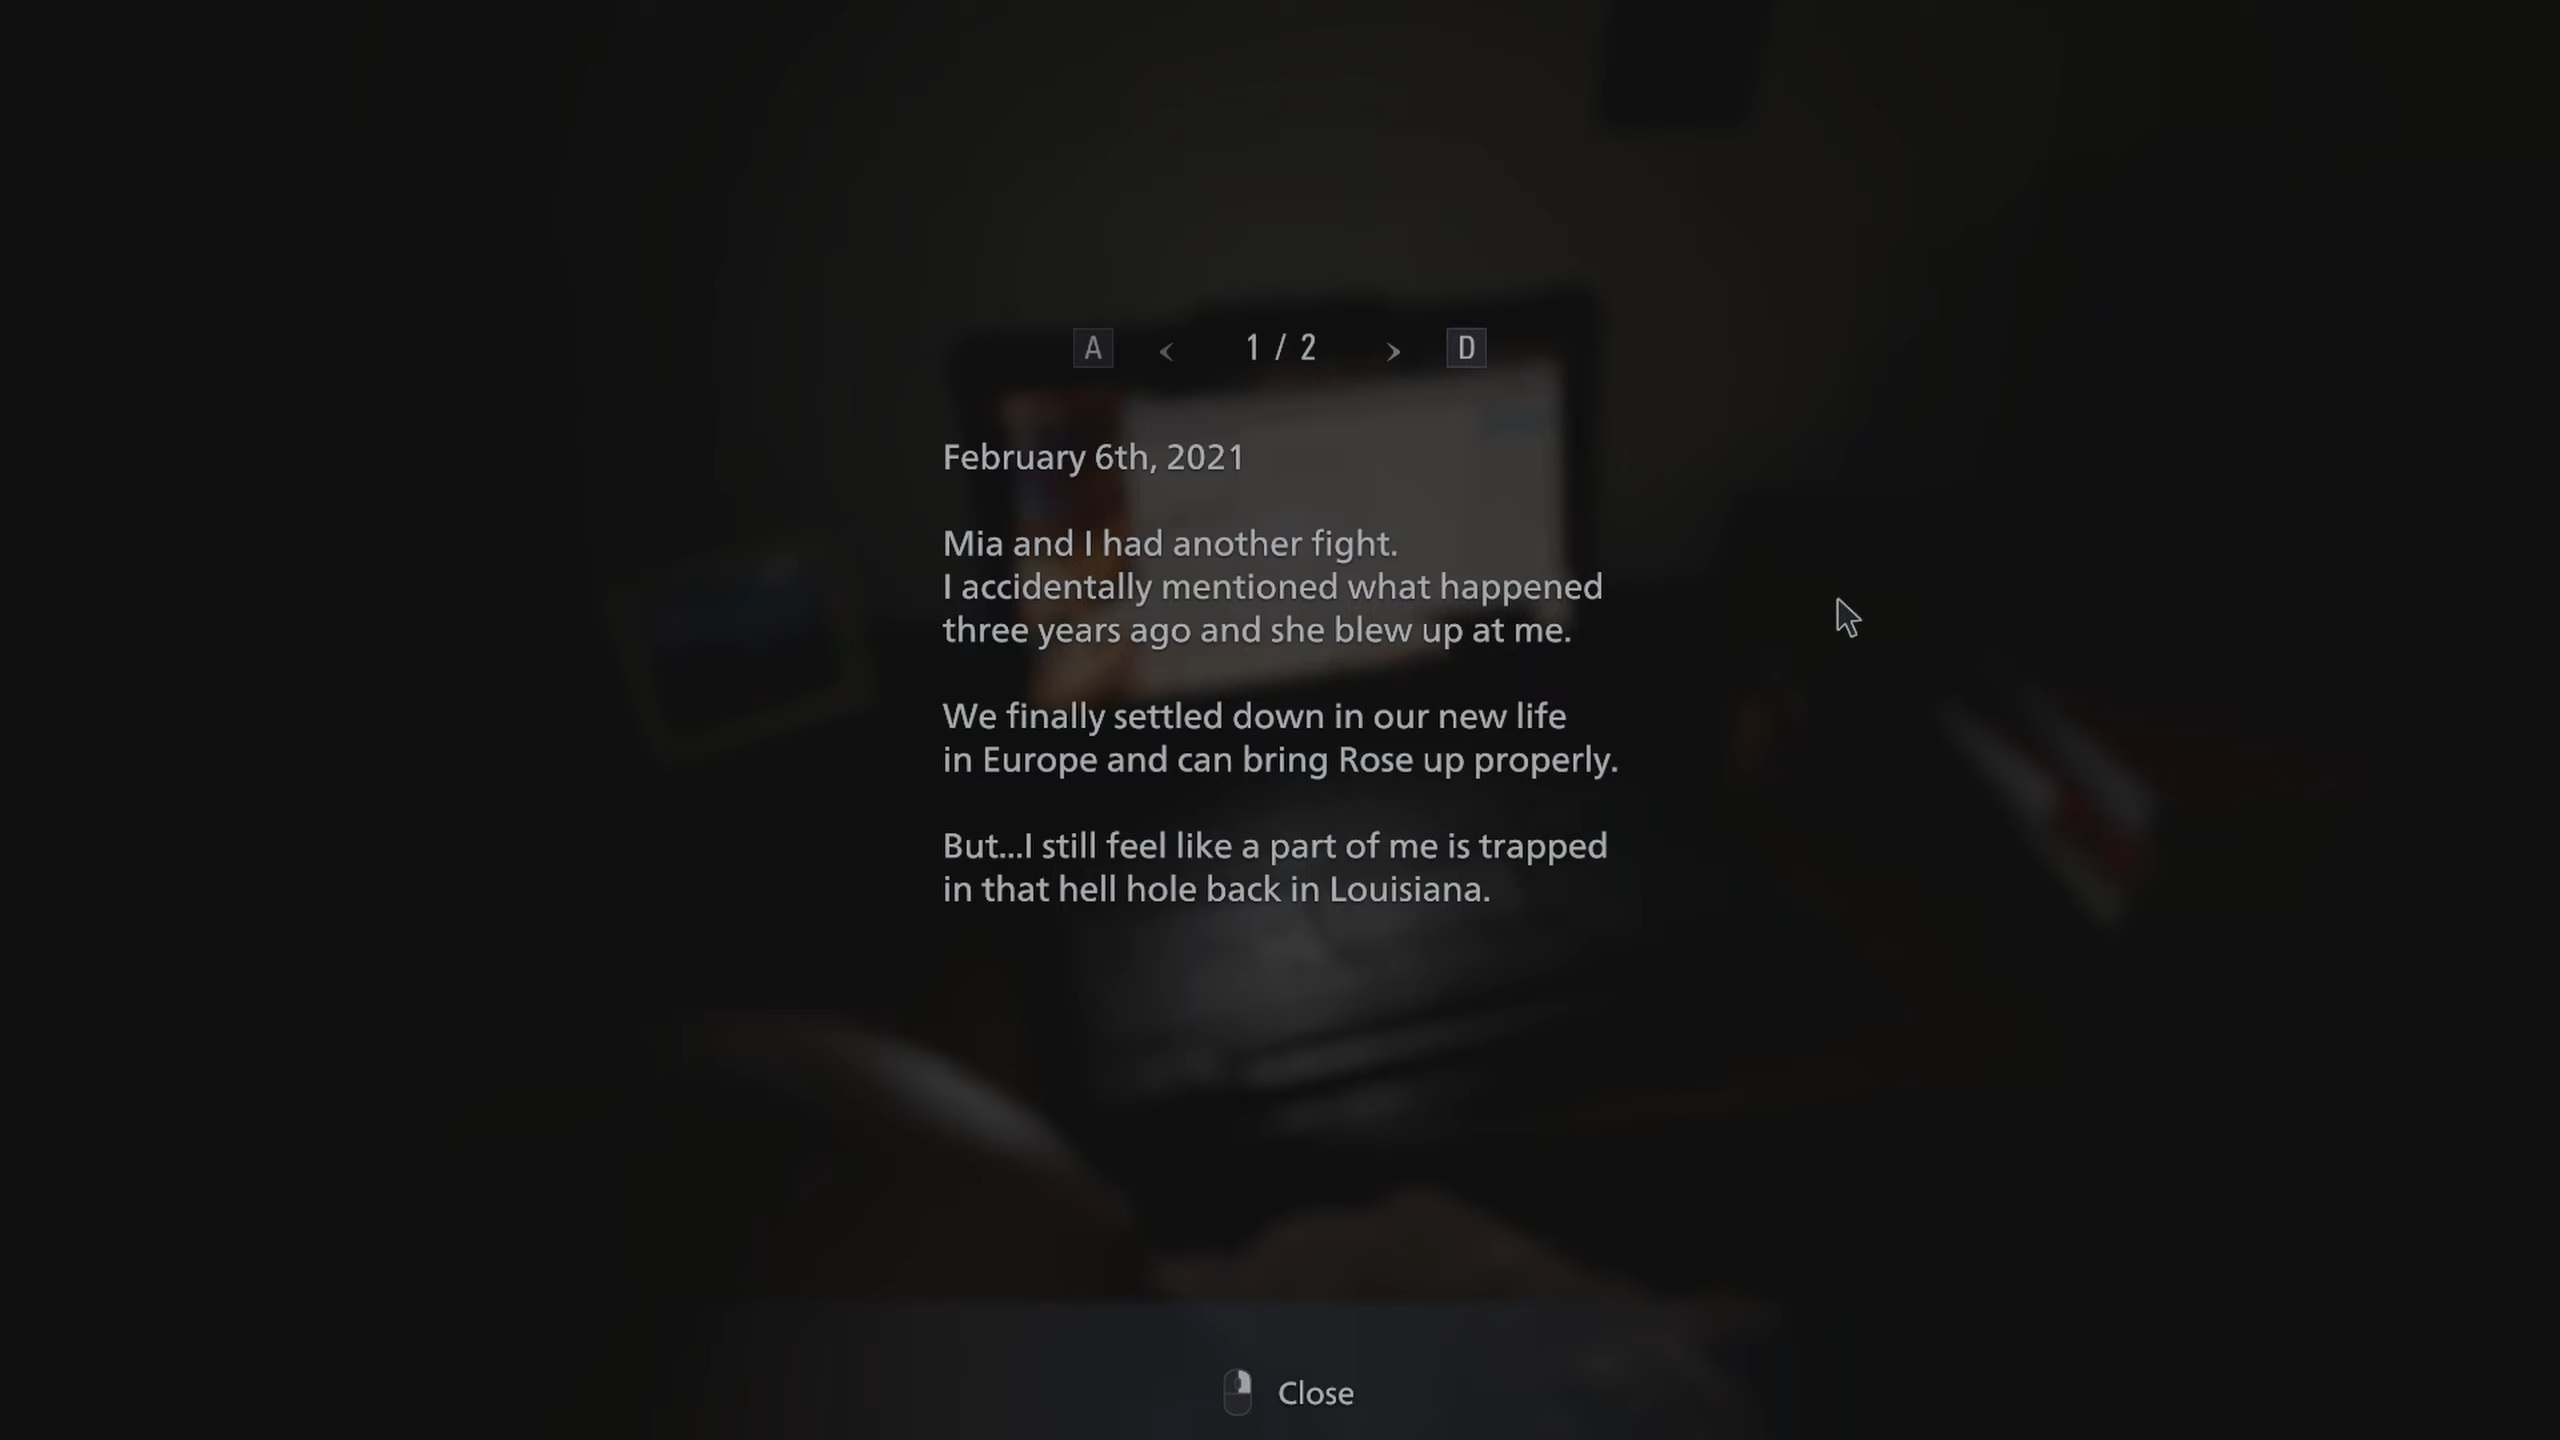 A < 1 / 2 > D
February 6th, 2021
Mia and I had another fight.
I accidentally mentioned what happened
three years ago and she blew up at me.
We finally settled down in our new life
in Europe and can bring Rose up properly.
But...I still feel like a part of me is trapped
in that hell hole back in Louisiana.
Close